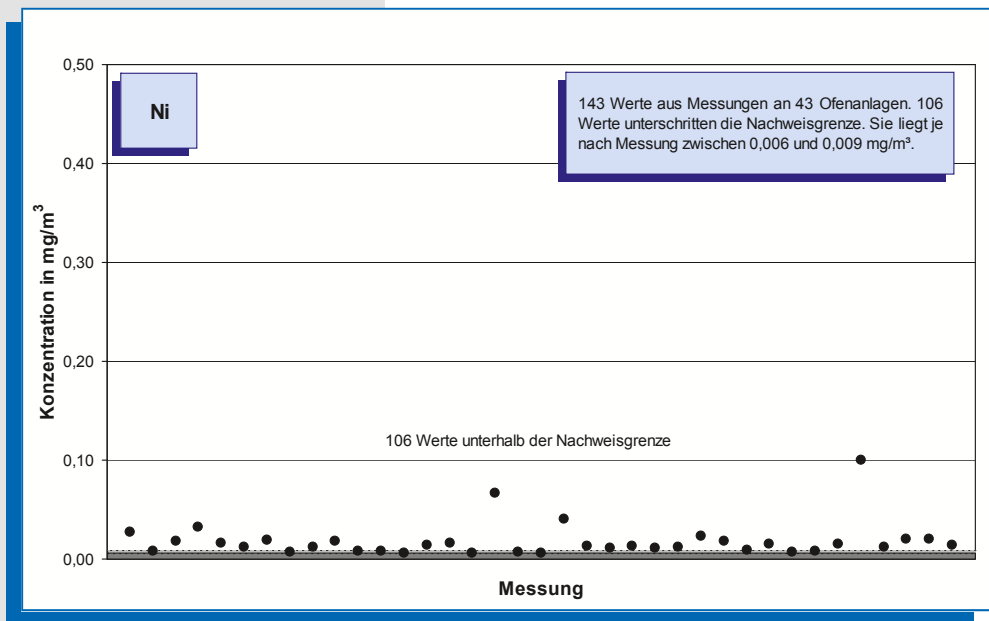 Ni
143 Werte aus Messungen an 43 Ofenanlagen. 106
Werte unterschritten die Nachweisgrenze. Sie liegt je
nach Messung zwischen 0,006 und 0,009 mg/m³.
Konzentration in mg/m³
0,50
0,40
0,30
0,20
0,10
0,00
106 Werte unterhalb der Nachweisgrenze
Messung